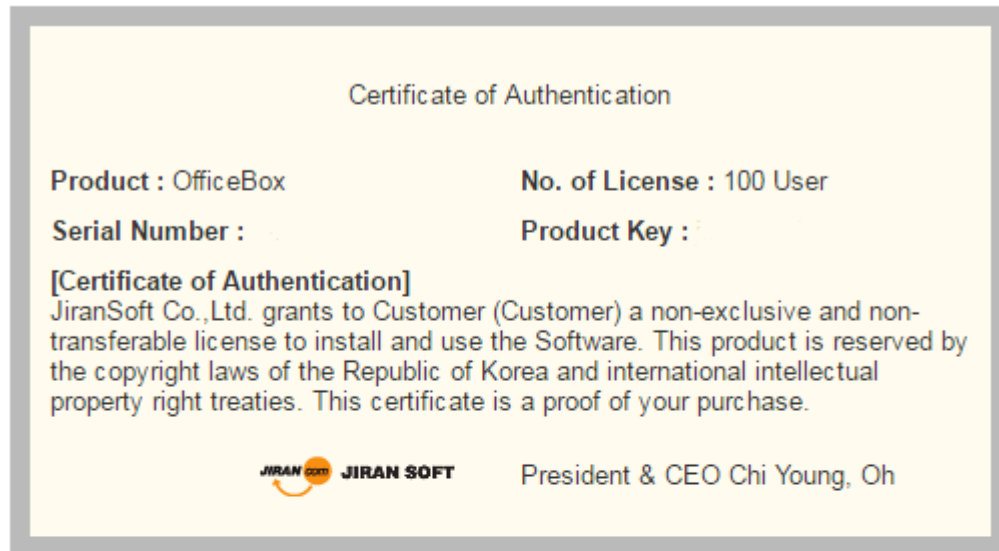 Certificate of Authentication
Product : OfficeBox No. of License : 100 User
Serial Number : Product Key :
[Certificate of Authentication]
JiranSoft Co.,Ltd. grants to Customer (Customer) a non-exclusive and non-
transferable license to install and use the Software. This product is reserved by
the copyright laws of the Republic of Korea and international intellectual
property right treaties. This certificate is a proof of your purchase.
JIRAN com JIRAN SOFT President & CEO Chi Young, Oh